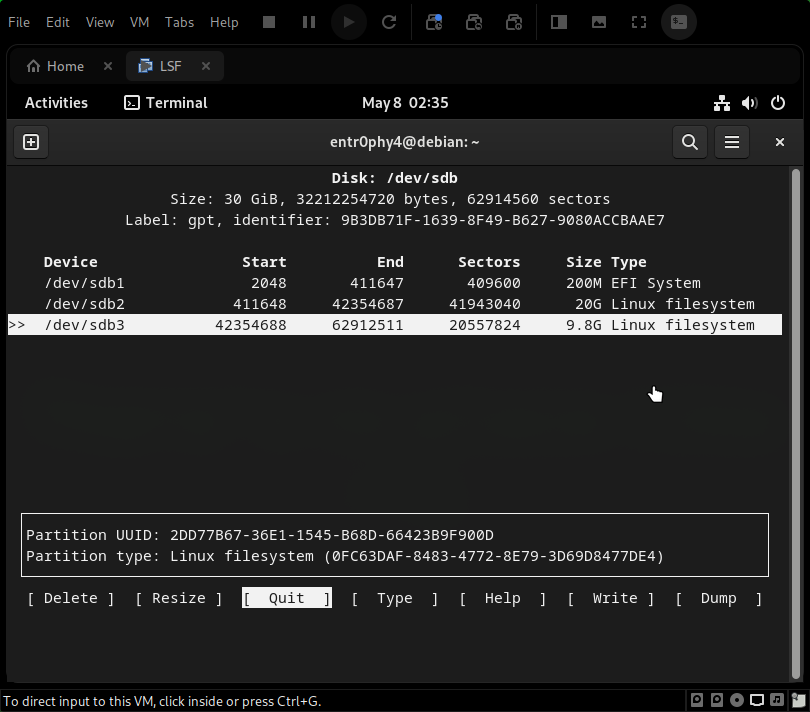 File Edit View VM Tabs Help
Home × LSF ×
Activities Terminal May 8 02:35
entr0phy4@debian: ~
Disk: /dev/sdb
Size: 30 GiB, 32212254720 bytes, 62914560 sectors
Label: gpt, identifier: 9B3DB71F-1639-8F49-B627-9080ACCBAAE7
Device Start End Sectors Size Type
/dev/sdb1 2048 411647 409600 200M EFI System
/dev/sdb2 411648 42354687 41943040 20G Linux filesystem
>> /dev/sdb3 42354688 62912511 20557824 9.8G Linux filesystem
Partition UUID: 2DD77B67-36E1-1545-B68D-66423B9F900D
Partition type: Linux filesystem (0FC63DAF-8483-4772-8E79-3D69D8477DE4)
[ Delete ] [ Resize ] [ Quit ] [ Type ] [ Help ] [ Write ] [ Dump ]
To direct input to this VM, click inside or press Ctrl+G.